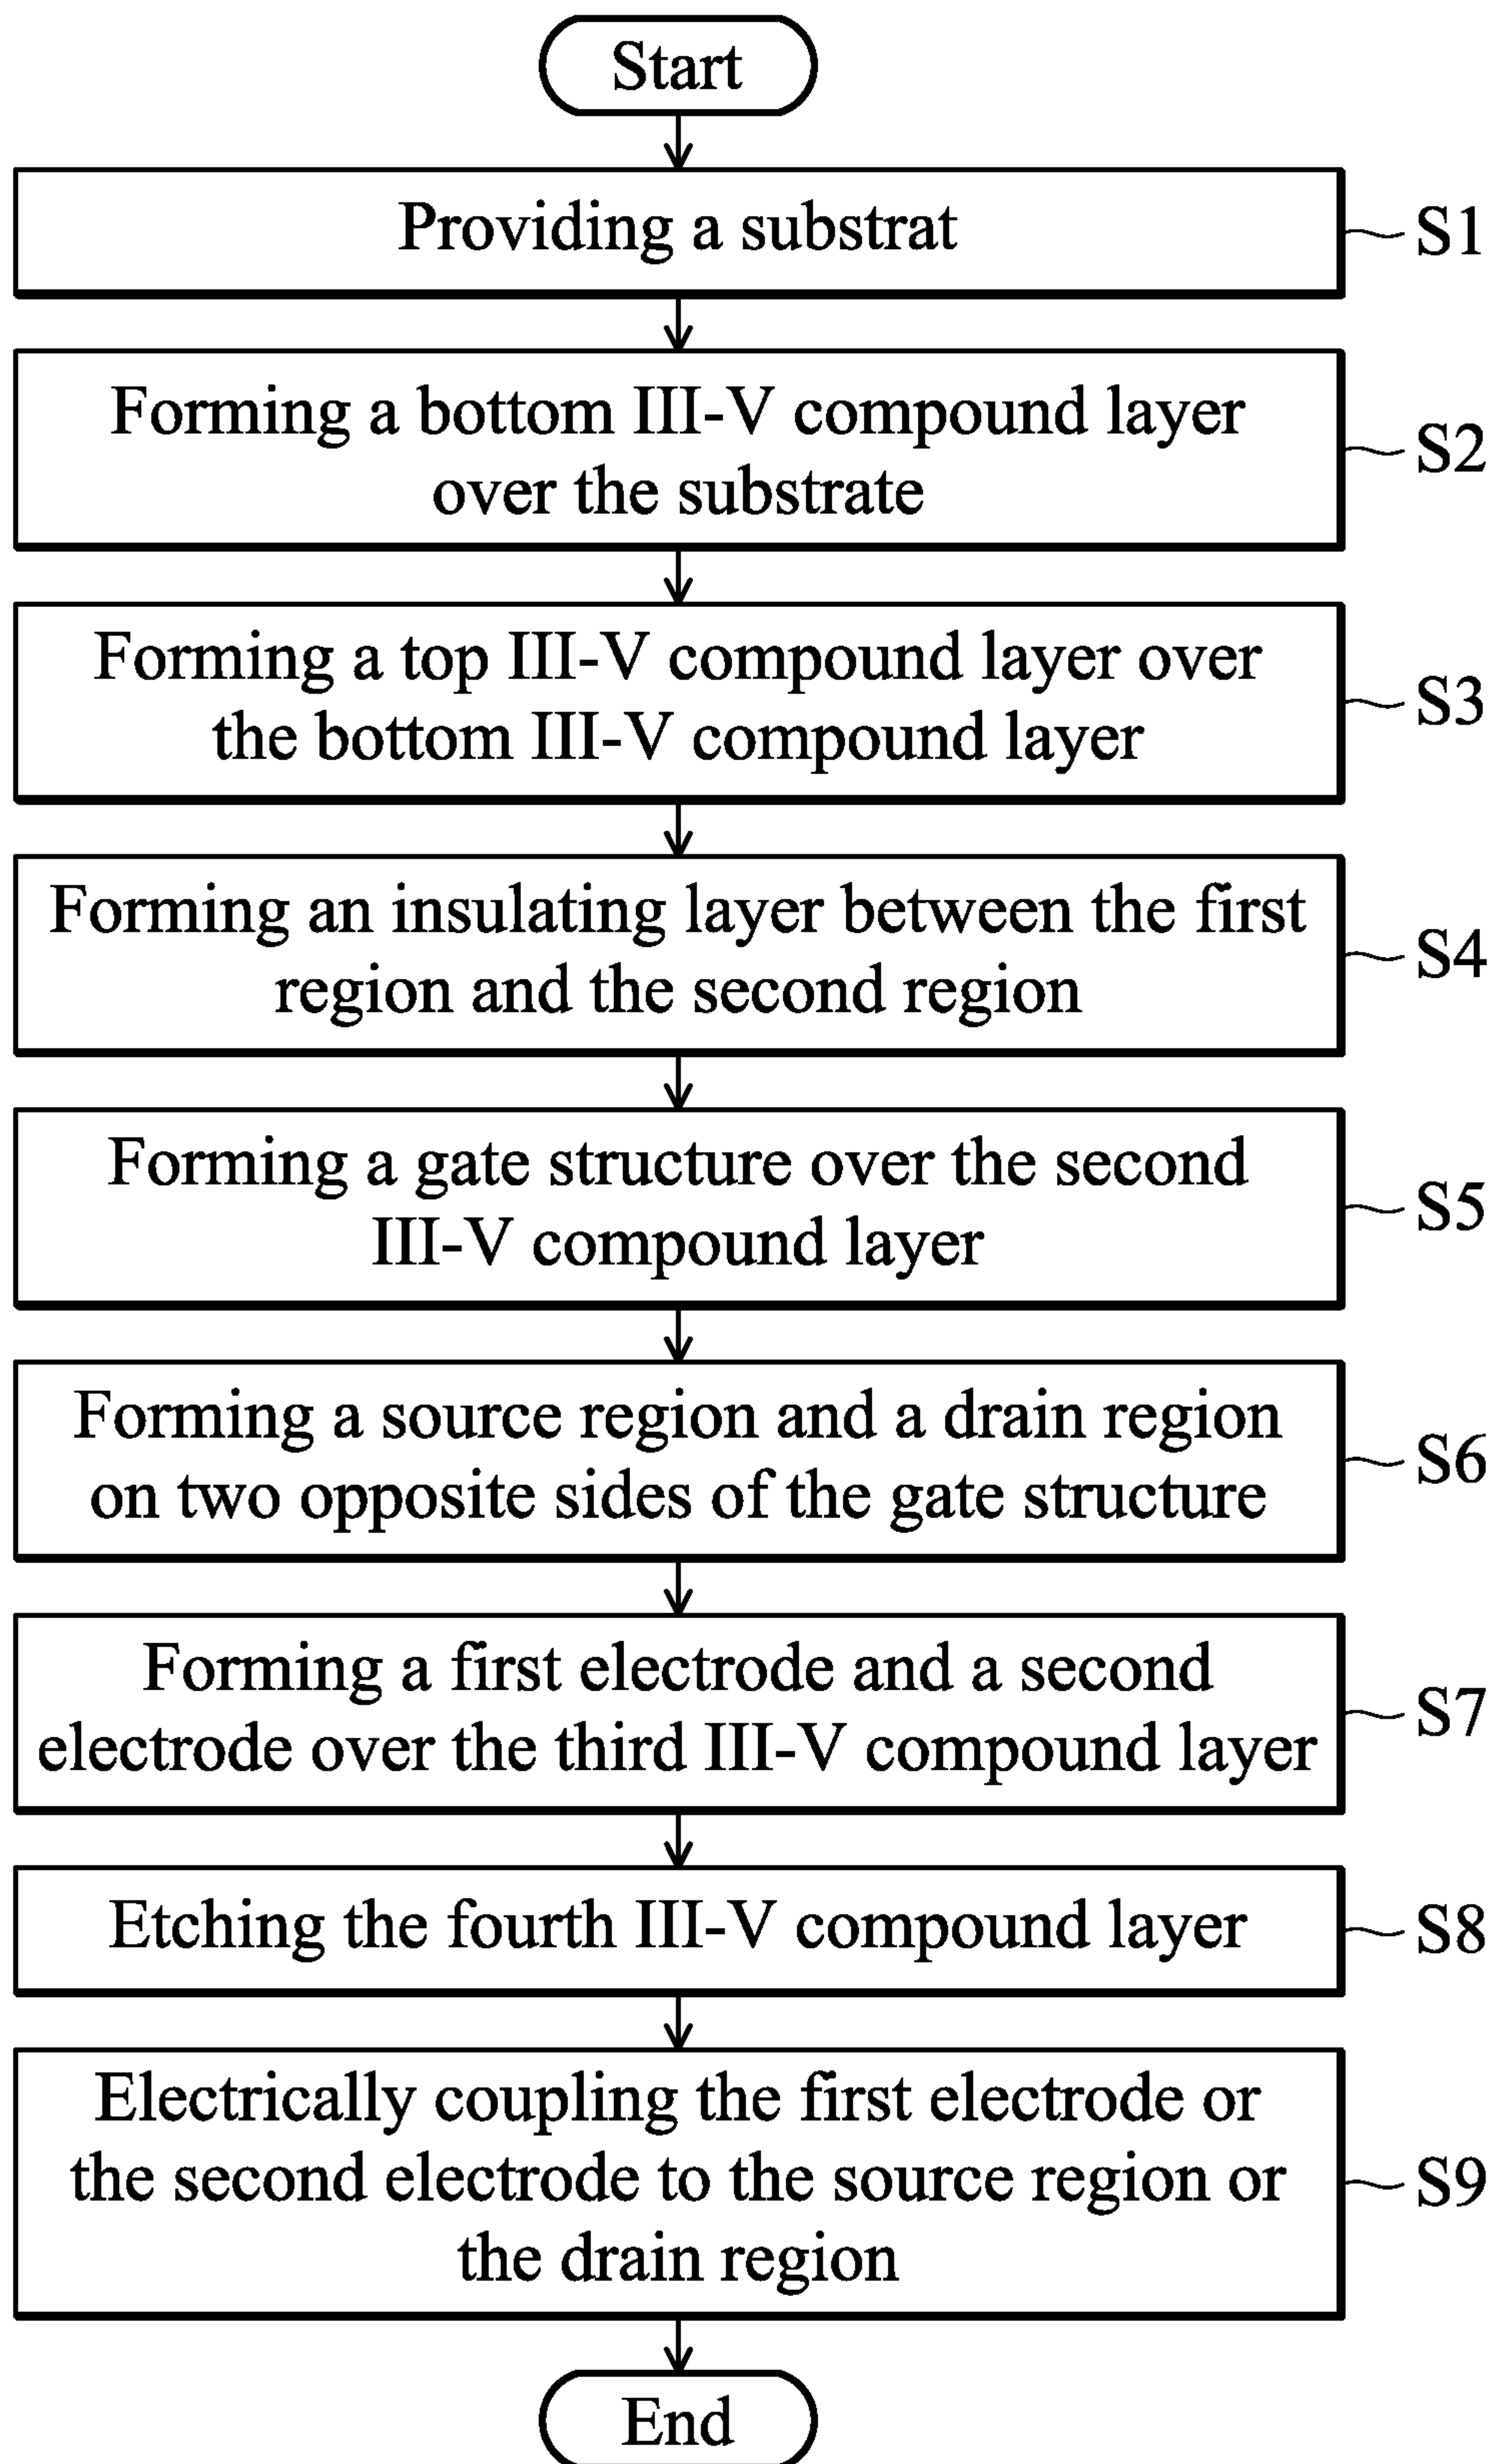 Start
Providing a substrat
S1
Forming a bottom III-V compound layer
over the substrate
S2
Forming a top III-V compound layer over
the bottom III-V compound layer
S3
Forming an insulating layer between the first
region and the second region
S4
Forming a gate structure over the second
III-V compound layer
S5
Forming a source region and a drain region
on two opposite sides of the gate structure
S6
Forming a first electrode and a second
electrode over the third III-V compound layer
S7
Etching the fourth III-V compound layer
S8
Electrically coupling the first electrode or
the second electrode to the source region or
the drain region
S9
End